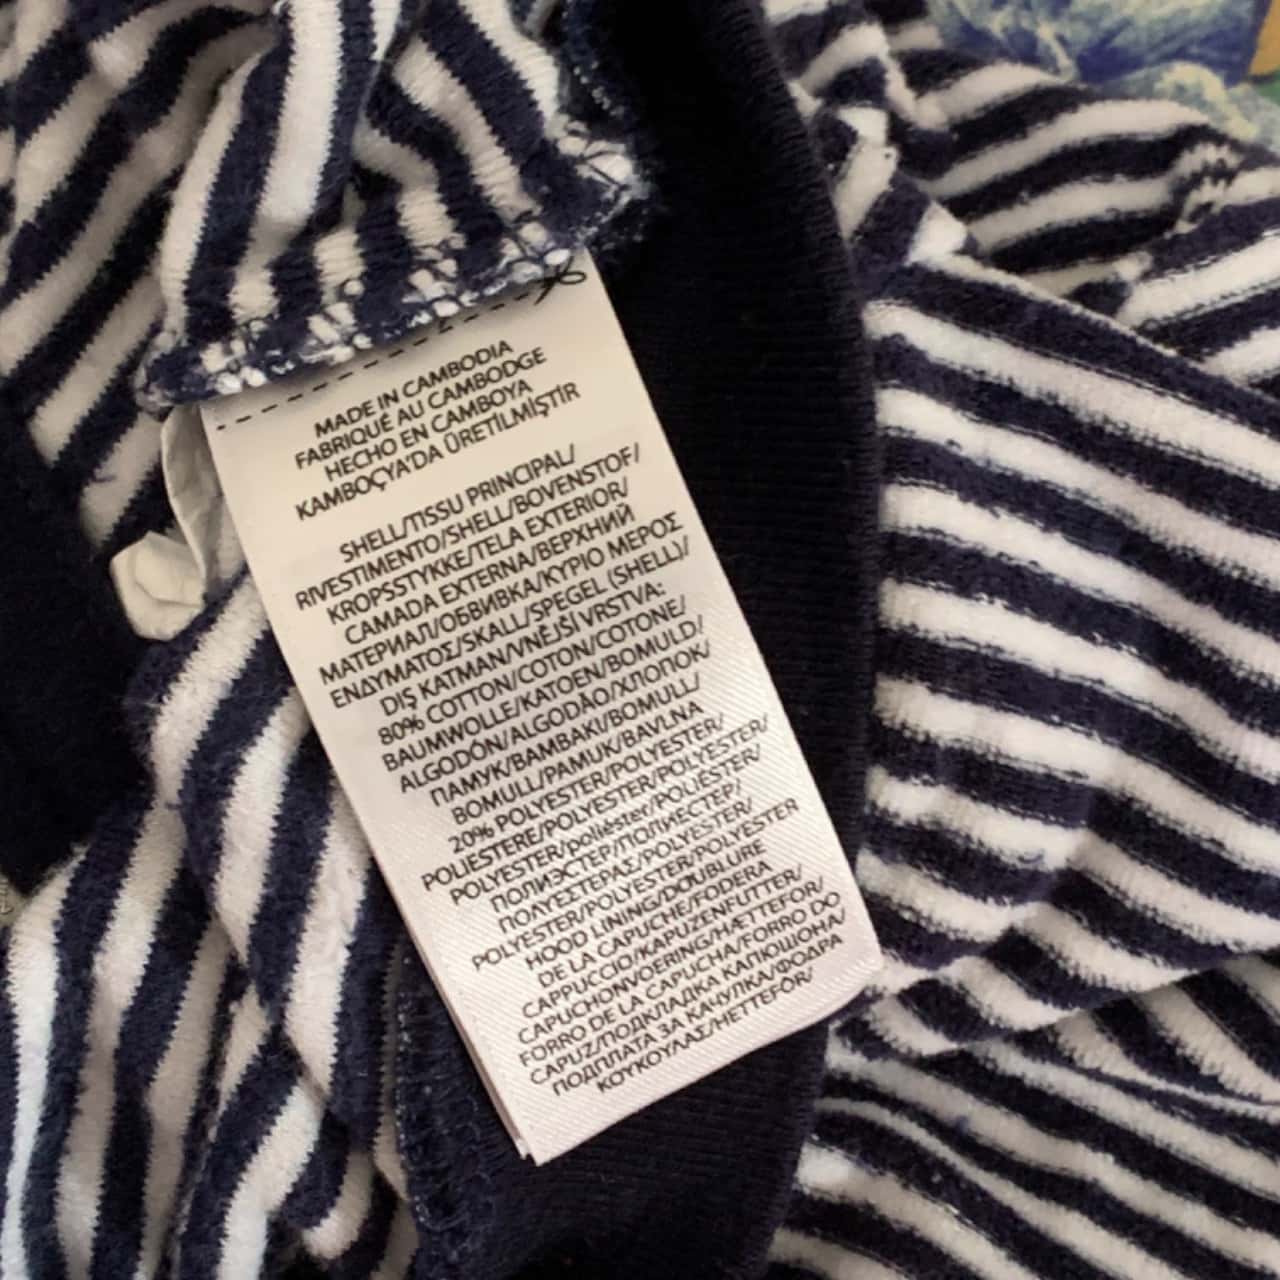 MADE IN CAMBODIA
FABRIQUÉ AU CAMBODGE
HECHO EN CAMBOYA
KAMBOÇYA'DA ÜRETİLMİŞTİR
SHELL/TISSU PRINCIPAL/
RIVESTIMENTO/SHELL/BOVENSTOF/
KROPSSTYKKE/TELA EXTERIOR/
CAMADA EXTERNA/ВЕРХНИЙ
МАТЕРИАЛ/ОБВИВКА/ΚΥΡΙΟ ΜΕΡΟΣ
ΕΝΔΥΜΑΤΟΣ/SKALL/SPEGEL (SHELL)/
DIŞ KATMAN/VNĚJŠÍ VRSTVA:
80% COTTON/COTON/COTONE/
BAUMWOLLE/KATOEN/BOMULD/
ALGODÓN/ALGODÃO/ХЛОПОК/
ПАМУК/ΒΑΜΒΑΚΙ/BOMULL/
BOMULL/PAMUK/BAVLNA
20% POLYESTER/POLYESTER/
POLIESTERE/POLYESTER/POLYESTER/
POLYESTER/poliéster/POLIÉSTER/
ПОЛИЭСТЕР/ПОЛИЕСТЕР/
ΠΟΛΥΕΣΤΕΡΑΣ/POLYESTER/
POLYESTER/POLYESTER/POLYESTER
HOOD LINING/DOUBLURE
DE LA CAPUCHE/FODERA
CAPPUCCIO/KAPUZENFUTTER/
CAPUCHONVOERING/HÆTTEFOR/
FORRO DE LA CAPUCHA/FORRO DO
CAPUZ/ПОДКЛАДКА КАПЮШОНА/
ПОДПЛАТА ЗА КАЧУЛКА/ΦΟΔΡΑ
ΚΟΥΚΟΥΛΑΣ/HETTEFÔR/